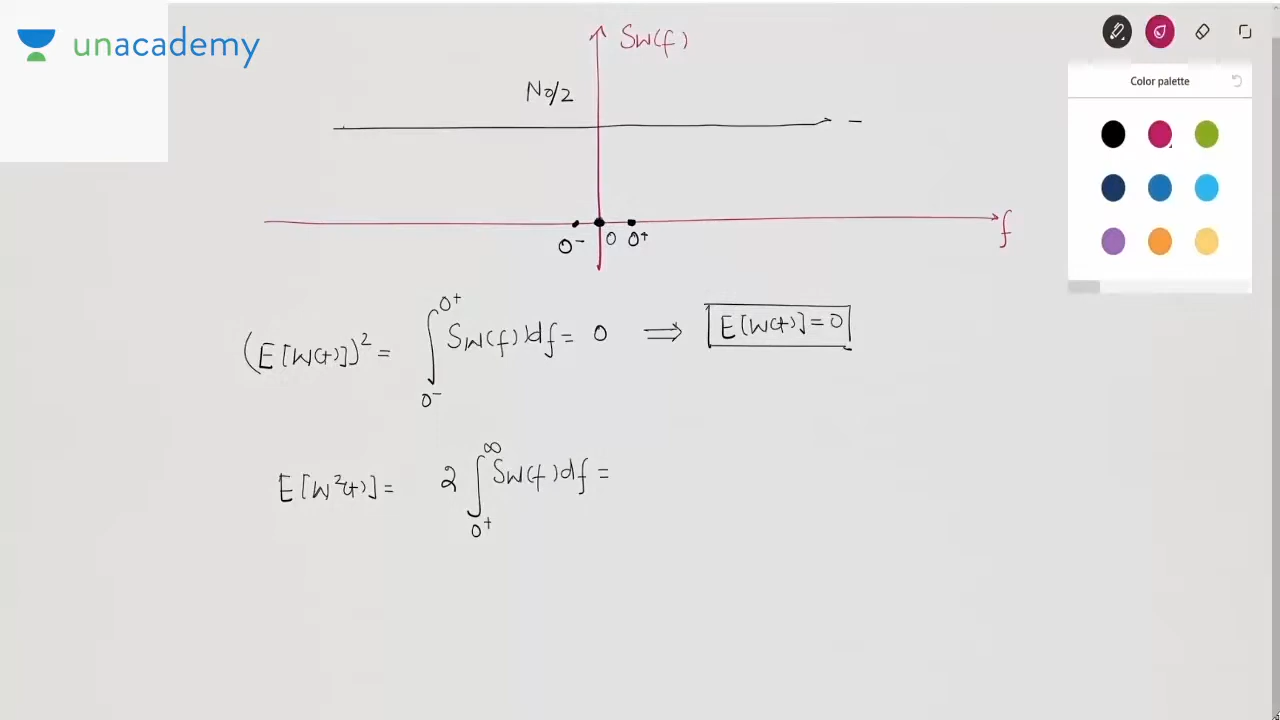 unacademy
Sw(f)
Color palette
N0/2
f
0⁻ 0 0⁺
(E[W(t)])² = ∫₀₋⁰⁺ Sw(f)df = 0 ⟹ E[W(t)] = 0
E[W²(t)] = 2 ∫₀₊^∞ Sw(f)df =